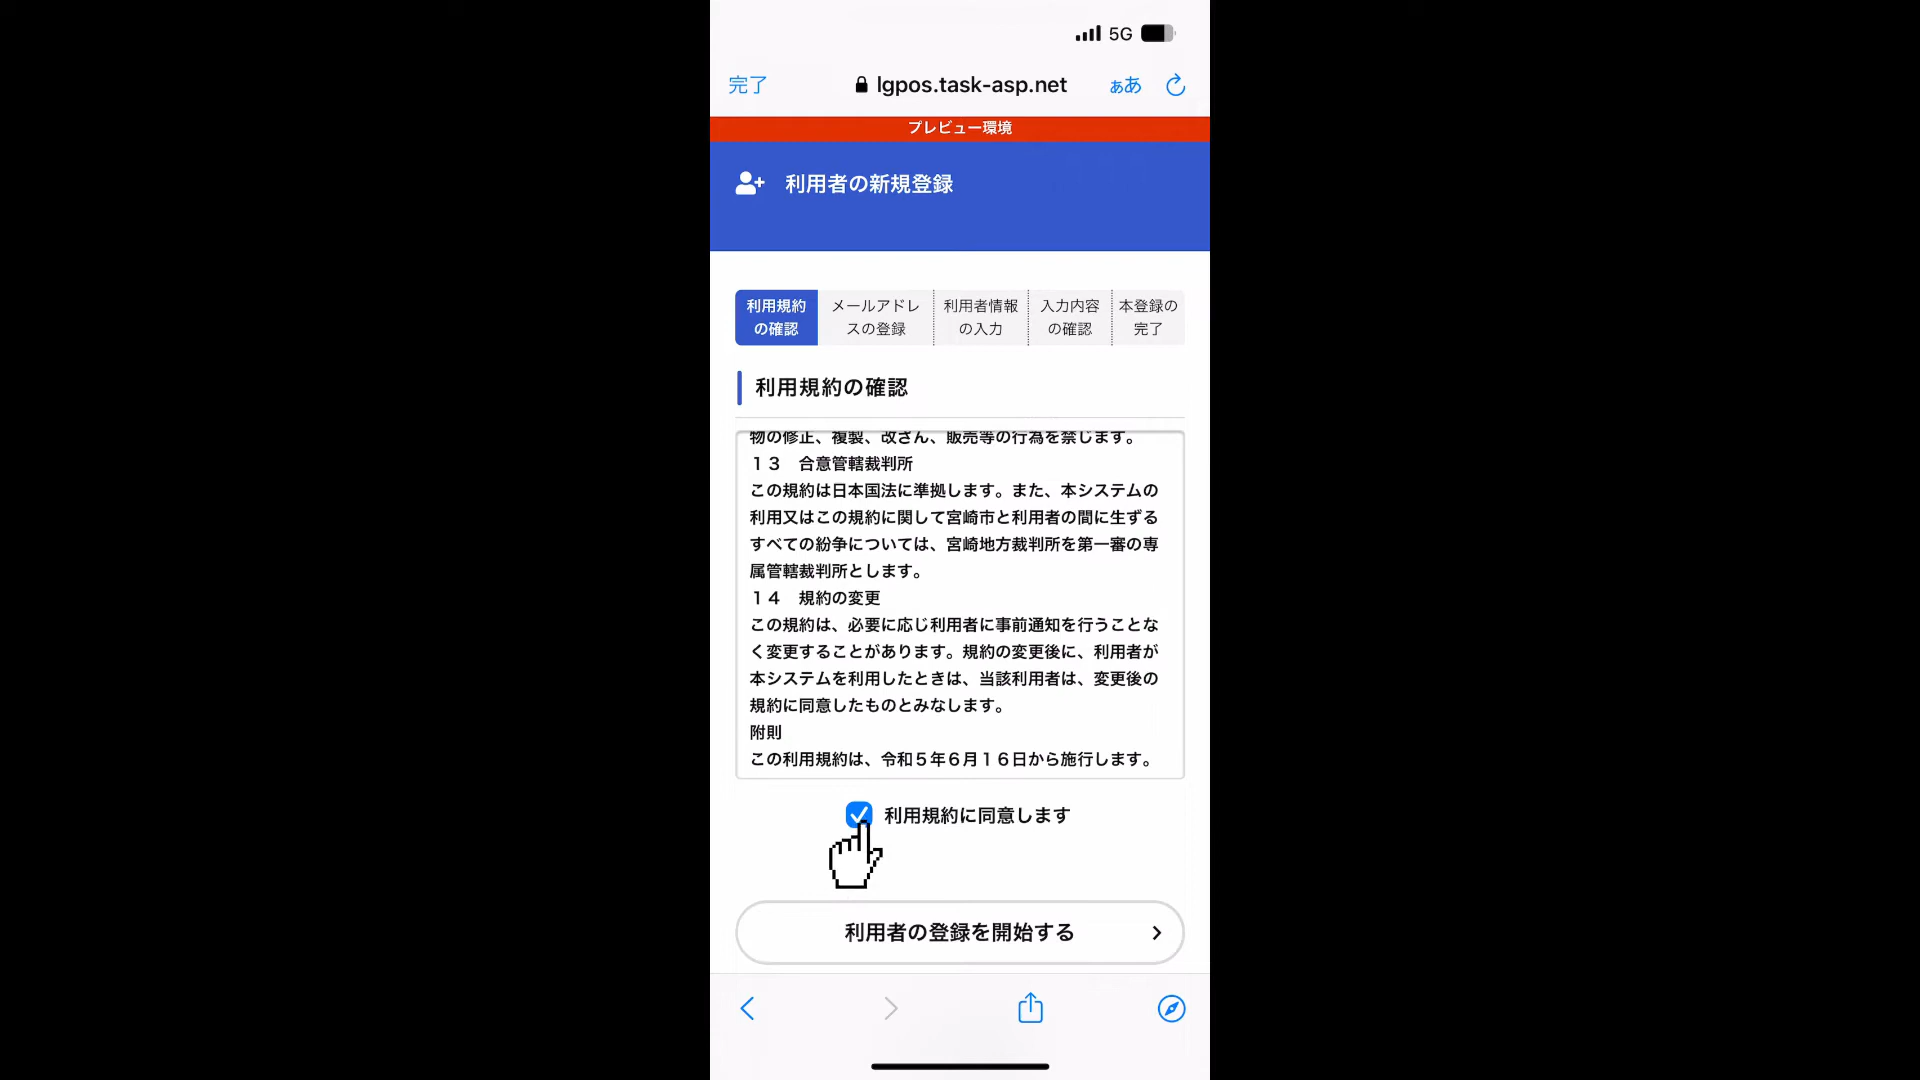 5G
完了
lgpos.task-asp.net
ぁあ
プレビュー環境
利用者の新規登録
利用規約
の確認
メールアドレ
スの登録
利用者情報
の入力
入力内容
の確認
本登録の
完了
利用規約の確認
物の修正、複製、改ざん、販売等の行為を禁じます。
１３　合意管轄裁判所
この規約は日本国法に準拠します。また、本システムの
利用又はこの規約に関して宮崎市と利用者の間に生ずる
すべての紛争については、宮崎地方裁判所を第一審の専
属管轄裁判所とします。
１４　規約の変更
この規約は、必要に応じ利用者に事前通知を行うことな
く変更することがあります。規約の変更後に、利用者が
本システムを利用したときは、当該利用者は、変更後の
規約に同意したものとみなします。
附則
この利用規約は、令和５年６月１６日から施行します。
利用規約に同意します
利用者の登録を開始する